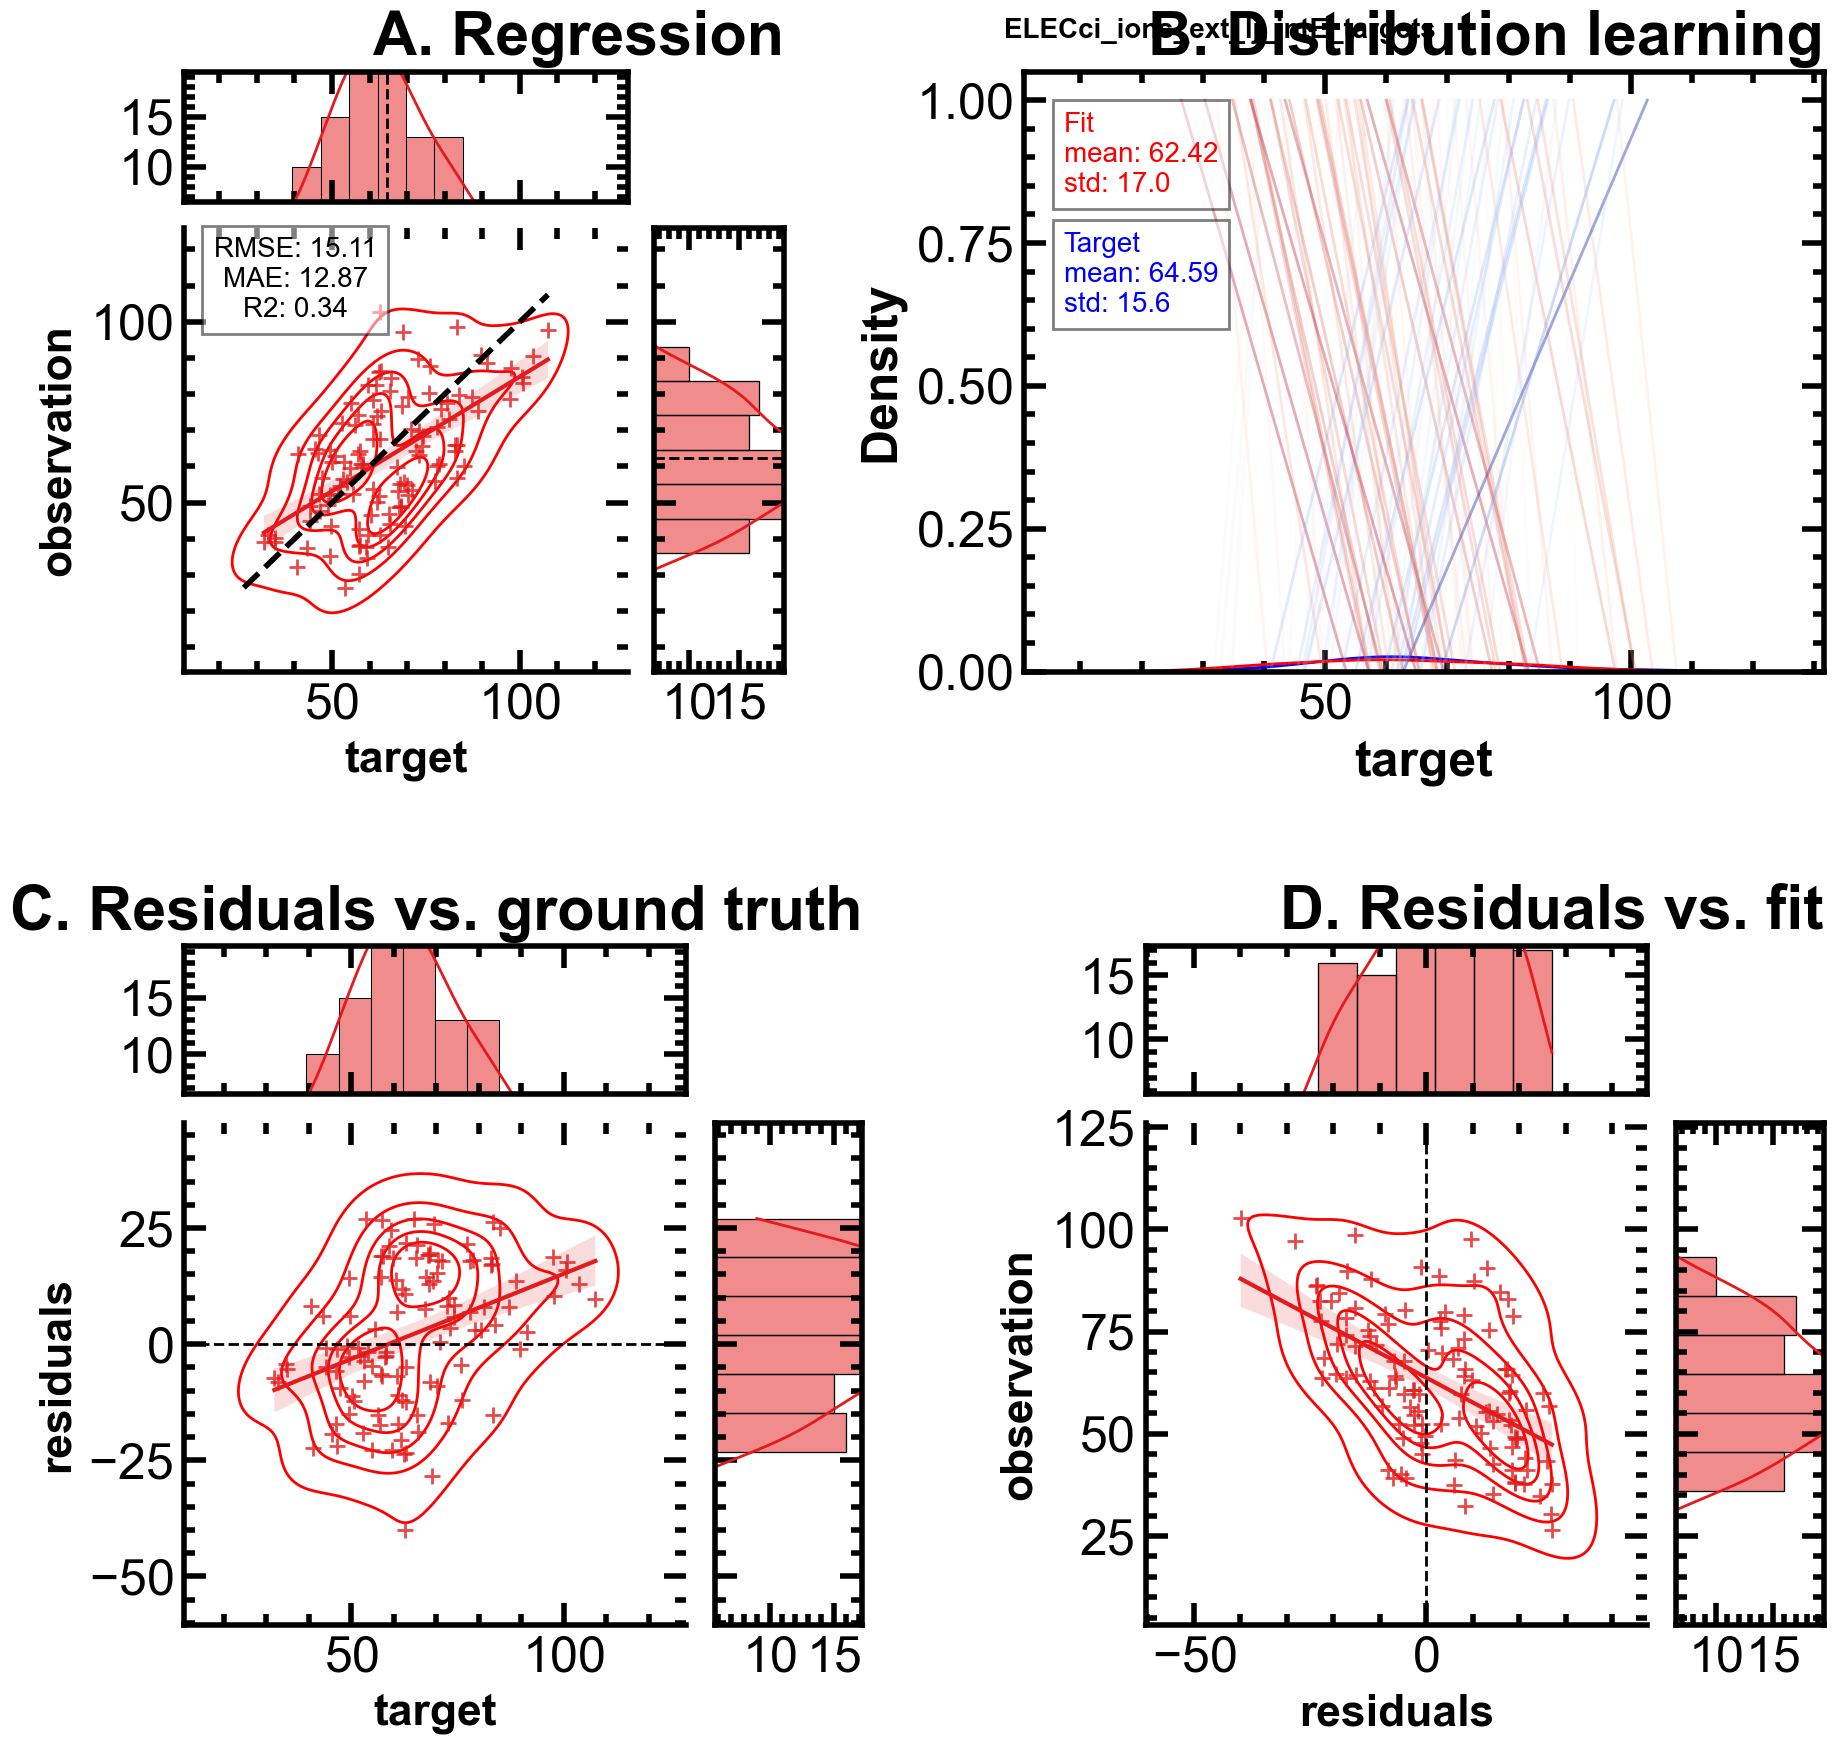 A. Regression
B. Distribution learning
15
10
RMSE: 15.11
MAE: 12.87
R2: 0.34
100
50
observation
50
100
target
10
15
1.00
0.75
0.50
0.25
0.00
Density
Fit
mean: 62.42
std: 17.0
Target
mean: 64.59
std: 15.6
50
100
target
C. Residuals vs. ground truth
15
10
25
0
−25
−50
residuals
50
100
target
10
15
D. Residuals vs. fit
15
10
125
100
75
50
25
observation
−50
0
residuals
10
15